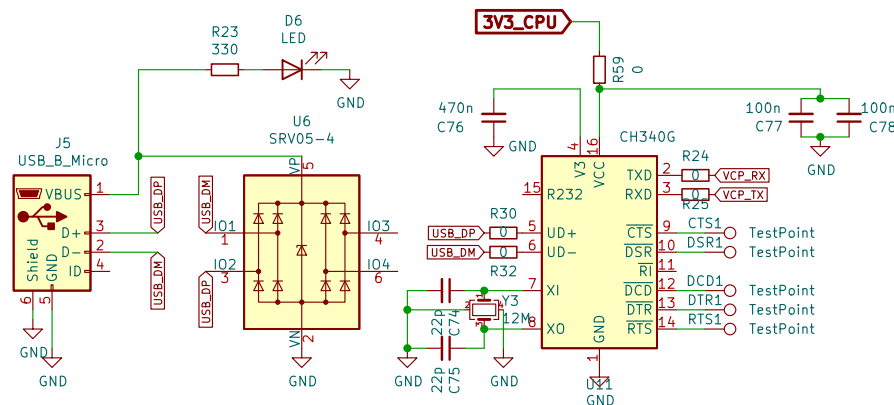 3V3_CPU
D6
LED
R23
330
GND
R59
0
470n
C76
GND
CH340G
100n
C77
100n
C78
GND
J5
USB_B_Micro
VBUS
1
D+
3
D-
2
ID
4
Shield
GND
6
5
GND
GND
USB_DP
USB_DM
U6
SRV05-4
VP
5
USB_DM
IO1
1
IO2
3
USB_DP
IO3
4
IO4
6
VN
2
GND
4
V3
16
VCC
15
R232
TXD
2
R24
0
VCP_RX
RXD
3
0
VCP_TX
R25
R30
USB_DP
0
5
UD+
USB_DM
0
6
UD-
R32
CTS
9
CTS1
TestPoint
DSR
10
DSR1
TestPoint
RI
11
DCD
12
DCD1
TestPoint
DTR
13
DTR1
TestPoint
RTS
14
RTS1
TestPoint
7
XI
8
XO
Y3
12M
1
2
3
4
22p
C74
22p
C75
GND
GND
GND
1
U11
GND